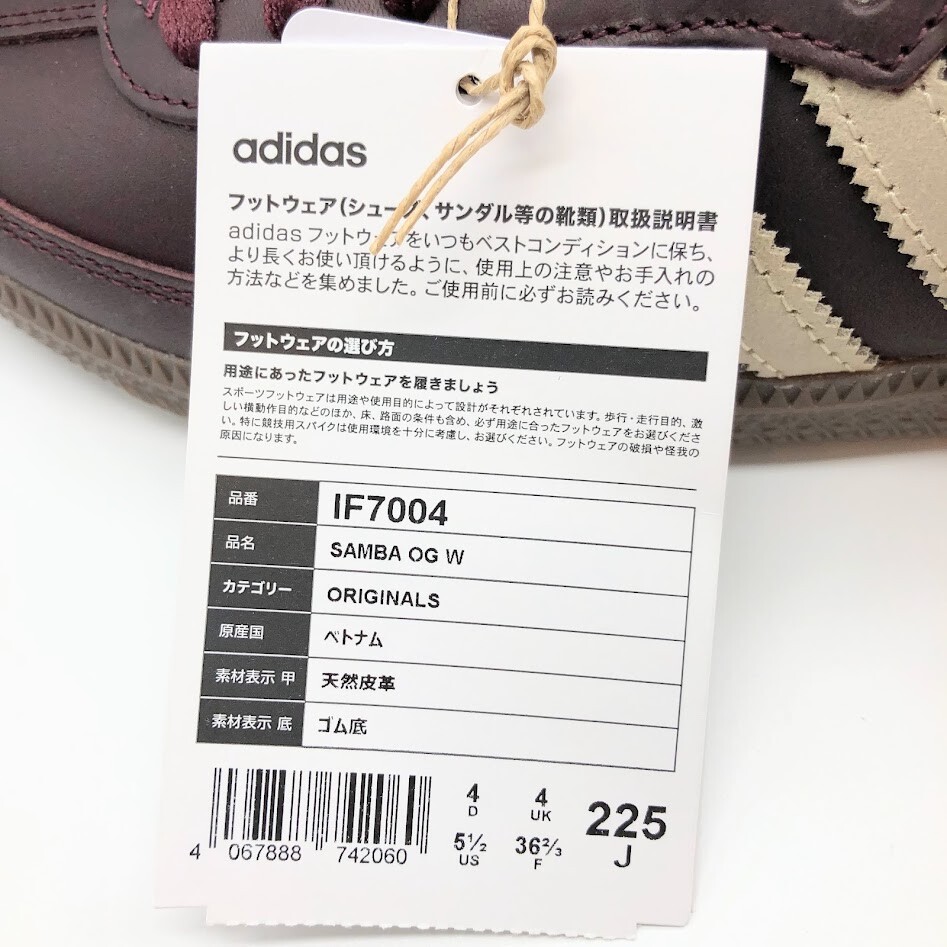 adidas
フットウェア(シューズ、サンダル等の靴類)取扱説明書
adidas フットウェアをいつもベストコンディションに保ち、
より長くお使い頂けるように、使用上の注意やお手入れの
方法などを集めました。ご使用前に必ずお読みください。
フットウェアの選び方
用途にあったフットウェアを履きましょう
スポーツフットウェアは用途や使用目的によって設計がそれぞれされています。歩行・走行目的、激
しい横動作目的などのほか、床、路面の条件も含め、必ず用途に合ったフットウェアをお選びくださ
い。特に競技用スパイクは使用環境を十分に考慮し、お選びください。フットウェアの破損や怪我の
原因になります。
品番 IF7004
品名 SAMBA OG W
カテゴリー ORIGINALS
原産国 ベトナム
素材表示 甲 天然皮革
素材表示 底 ゴム底
4 067888 742060
4 D 4 UK 225 J
5½ US 36⅔ F